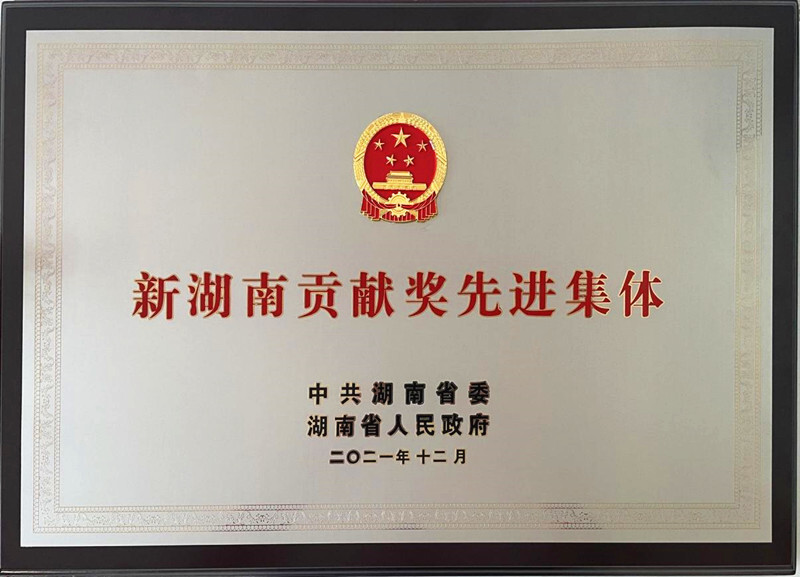 新湖南贡献奖先进集体
中共湖南省委
湖南省人民政府
二〇二一年十二月